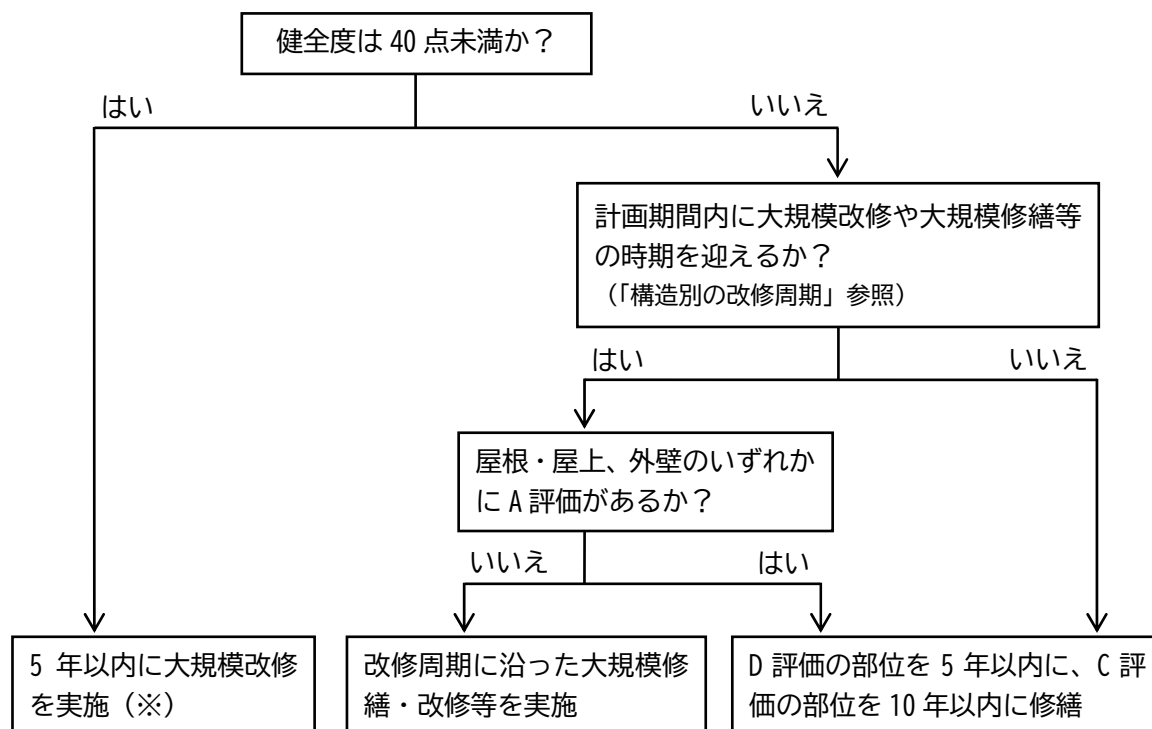 健全度は 40 点未満か？
はい
いいえ
計画期間内に大規模改修や大規模修繕等
の時期を迎えるか？
（「構造別の改修周期」参照）
はい
いいえ
屋根・屋上、外壁のいずれか
に A 評価があるか？
いいえ
はい
5 年以内に大規模改修
を実施（※）
改修周期に沿った大規模修
繕・改修等を実施
D 評価の部位を 5 年以内に、C 評
価の部位を 10 年以内に修繕